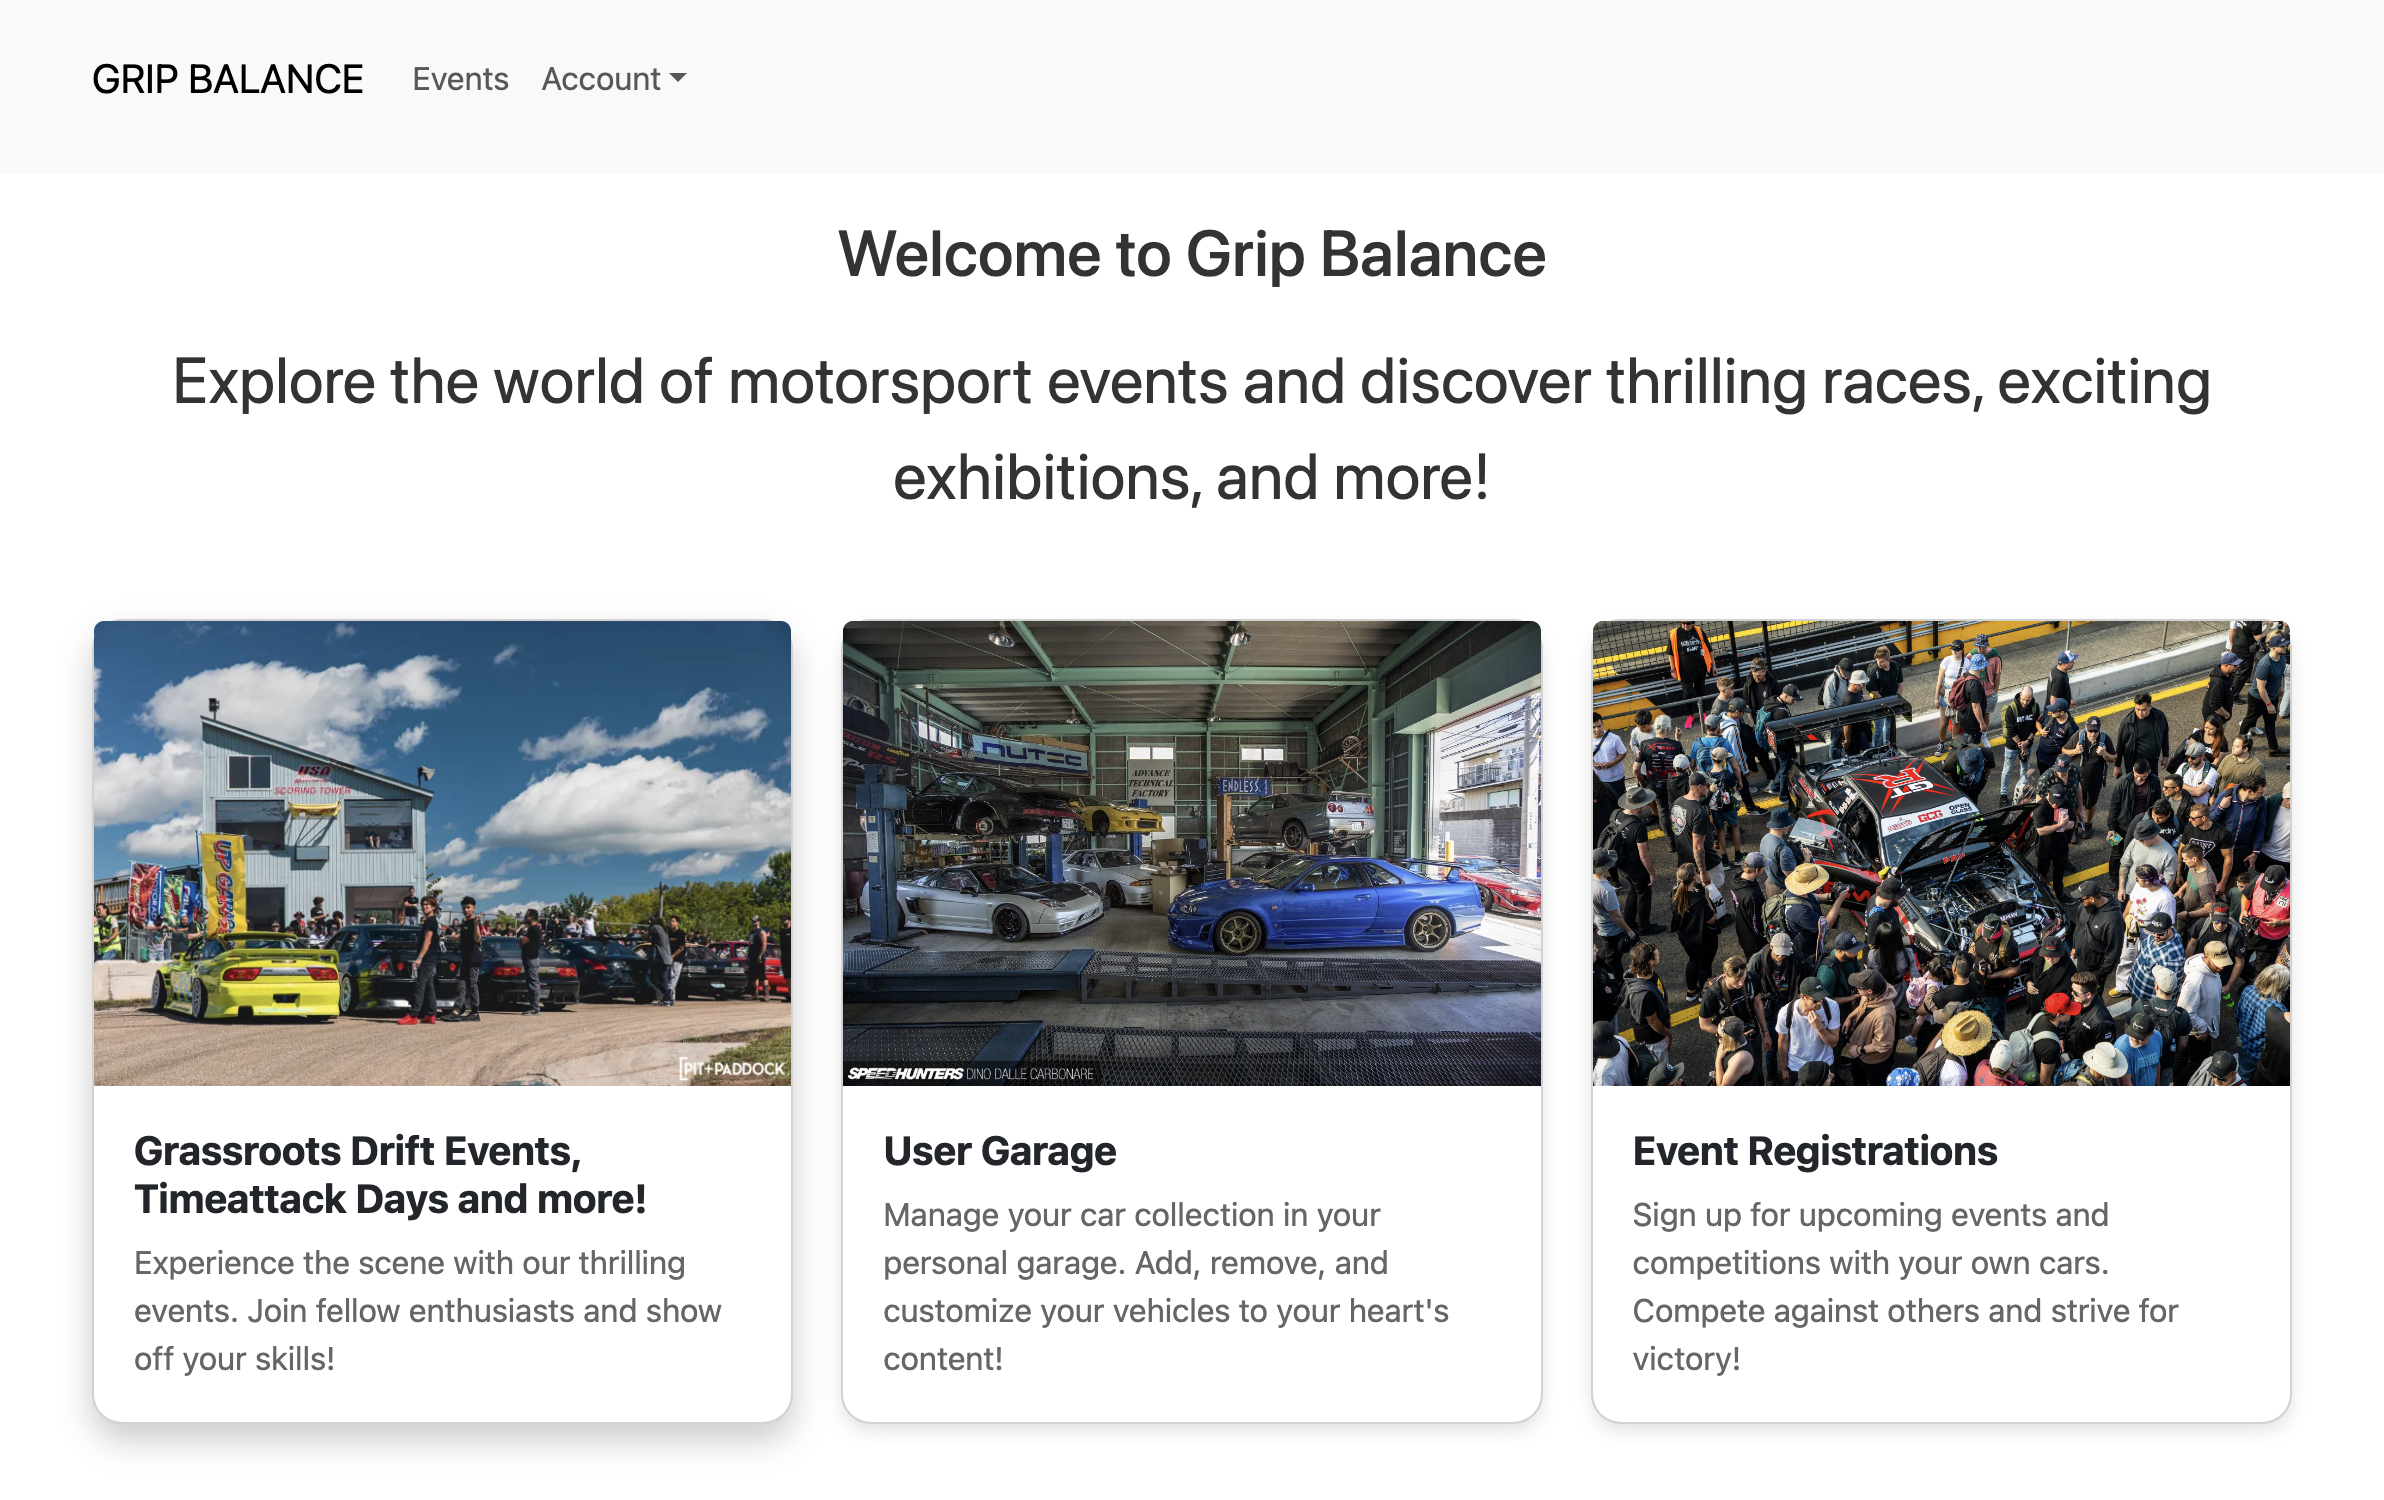 GRIP BALANCE Events Account
Welcome to Grip Balance
Explore the world of motorsport events and discover thrilling races, exciting
exhibitions, and more!
USA
SCORING TOWER
[PIT+PADDOCK
NUTEC
ADVANCE
TECHNICAL
FACTORY
ENDLESS
SPEEDHUNTERS DINO DALLE CARBONARE
GCG
OPEN
CLASS
Grassroots Drift Events,
Timeattack Days and more!
Experience the scene with our thrilling
events. Join fellow enthusiasts and show
off your skills!
User Garage
Manage your car collection in your
personal garage. Add, remove, and
customize your vehicles to your heart's
content!
Event Registrations
Sign up for upcoming events and
competitions with your own cars.
Compete against others and strive for
victory!